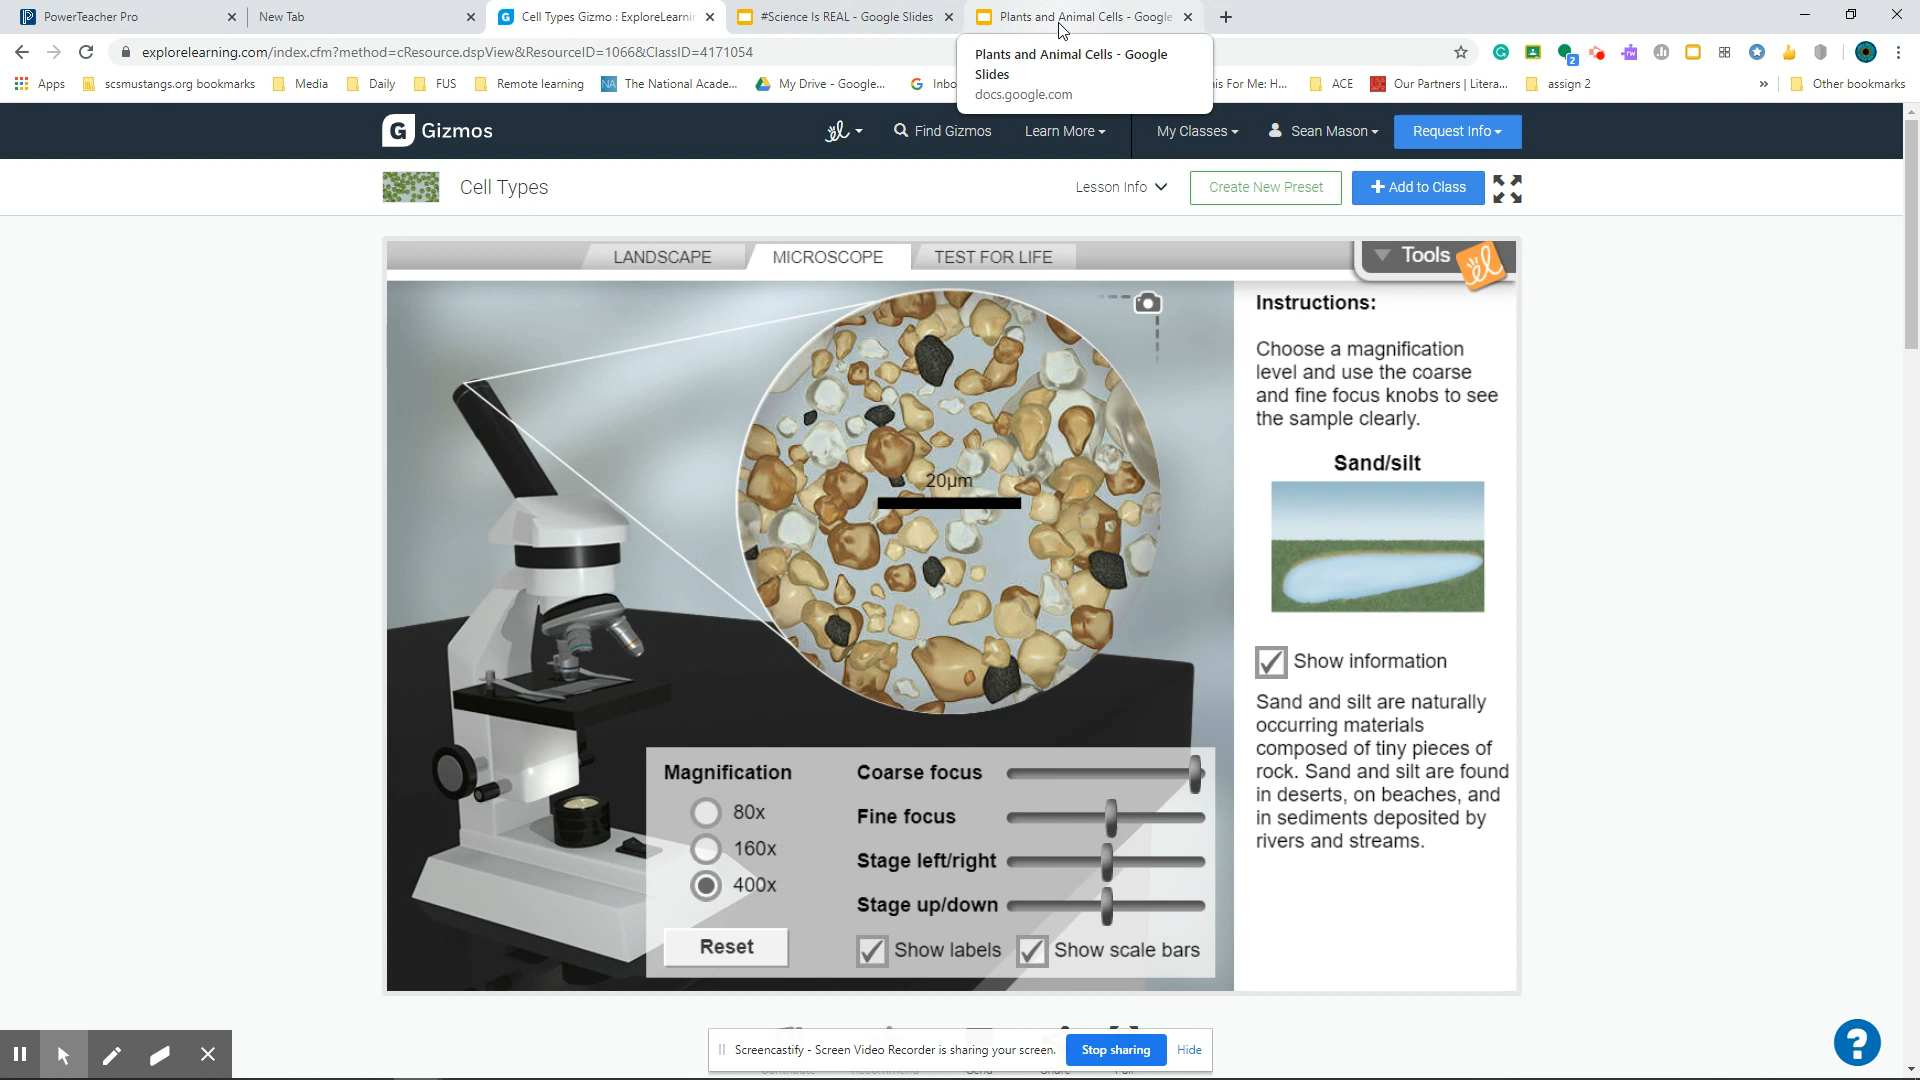 PowerTeacher Pro
New Tab
Cell Types Gizmo : ExploreLearni
#Science Is REAL - Google Slides
Plants and Animal Cells - Google
explorelearning.com/index.cfm?method=cResource.dspView&ResourceID=1066&ClassID=4171054
2
Plants and Animal Cells - Google
Slides
docs.google.com
Apps
scsmustangs.org bookmarks
Media
Daily
FUS
Remote learning
NA The National Acade...
My Drive - Google...
Inbo
is For Me: H...
ACE
Our Partners | Litera...
assign 2
»
Other bookmarks
G Gizmos
Find Gizmos
Learn More
My Classes
Sean Mason
Request Info
Cell Types
Lesson Info
Create New Preset
+ Add to Class
LANDSCAPE
MICROSCOPE
TEST FOR LIFE
Tools
el
20µm
Instructions:
Choose a magnification
level and use the coarse
and fine focus knobs to see
the sample clearly.
Sand/silt
Show information
Sand and silt are naturally
occurring materials
composed of tiny pieces of
rock. Sand and silt are found
in deserts, on beaches, and
in sediments deposited by
rivers and streams.
Magnification
80x
160x
400x
Reset
Coarse focus
Fine focus
Stage left/right
Stage up/down
Show labels
Show scale bars
Screencastify - Screen Video Recorder is sharing your screen.
Stop sharing
Hide
?